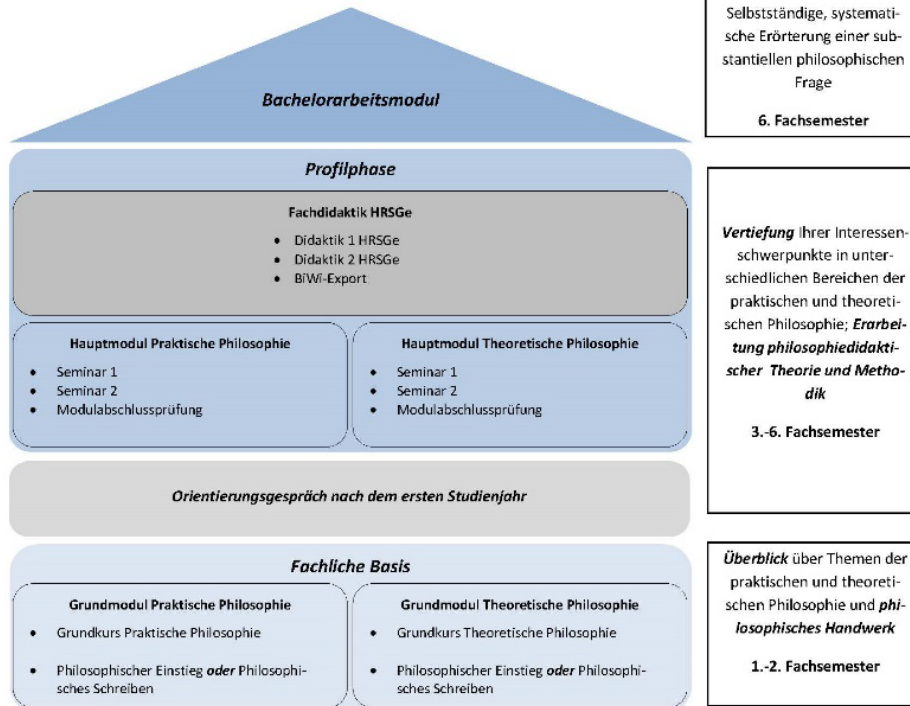 Bachelorarbeitsmodul
Selbstständige, systemati-
sche Erörterung einer sub-
stantiellen philosophischen
Frage
6. Fachsemester
Profilphase
Fachdidaktik HRSGe
• Didaktik 1 HRSGe
• Didaktik 2 HRSGe
• BiWi-Export
Hauptmodul Praktische Philosophie
• Seminar 1
• Seminar 2
• Modulabschlussprüfung
Hauptmodul Theoretische Philosophie
• Seminar 1
• Seminar 2
• Modulabschlussprüfung
Vertiefung Ihrer Interessen-
schwerpunkte in unter-
schiedlichen Bereichen der
praktischen und theoreti-
schen Philosophie; Erarbei-
tung philosophiedidakti-
scher Theorie und Metho-
dik
3.-6. Fachsemester
Orientierungsgespräch nach dem ersten Studienjahr
Fachliche Basis
Grundmodul Praktische Philosophie
• Grundkurs Praktische Philosophie
• Philosophischer Einstieg oder Philosophi-
sches Schreiben
Grundmodul Theoretische Philosophie
• Grundkurs Theoretische Philosophie
• Philosophischer Einstieg oder Philosophi-
sches Schreiben
Überblick über Themen der
praktischen und theoreti-
schen Philosophie und phi-
losophisches Handwerk
1.-2. Fachsemester